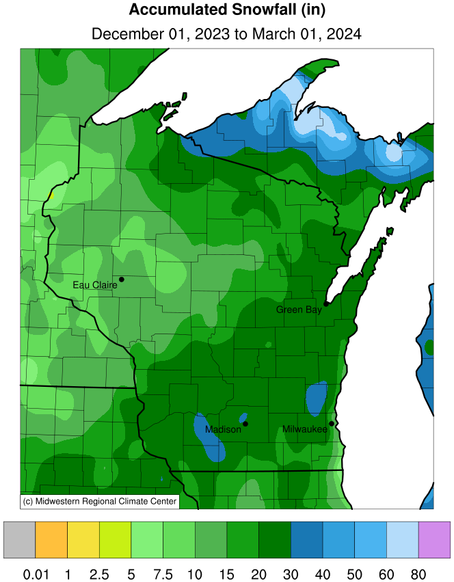 Accumulated Snowfall (in)
December 01, 2023 to March 01, 2024
Eau Claire
Green Bay
Madison
Milwaukee
(c) Midwestern Regional Climate Center
0.01 1 2.5 5 7.5 10 15 20 30 40 50 60 80